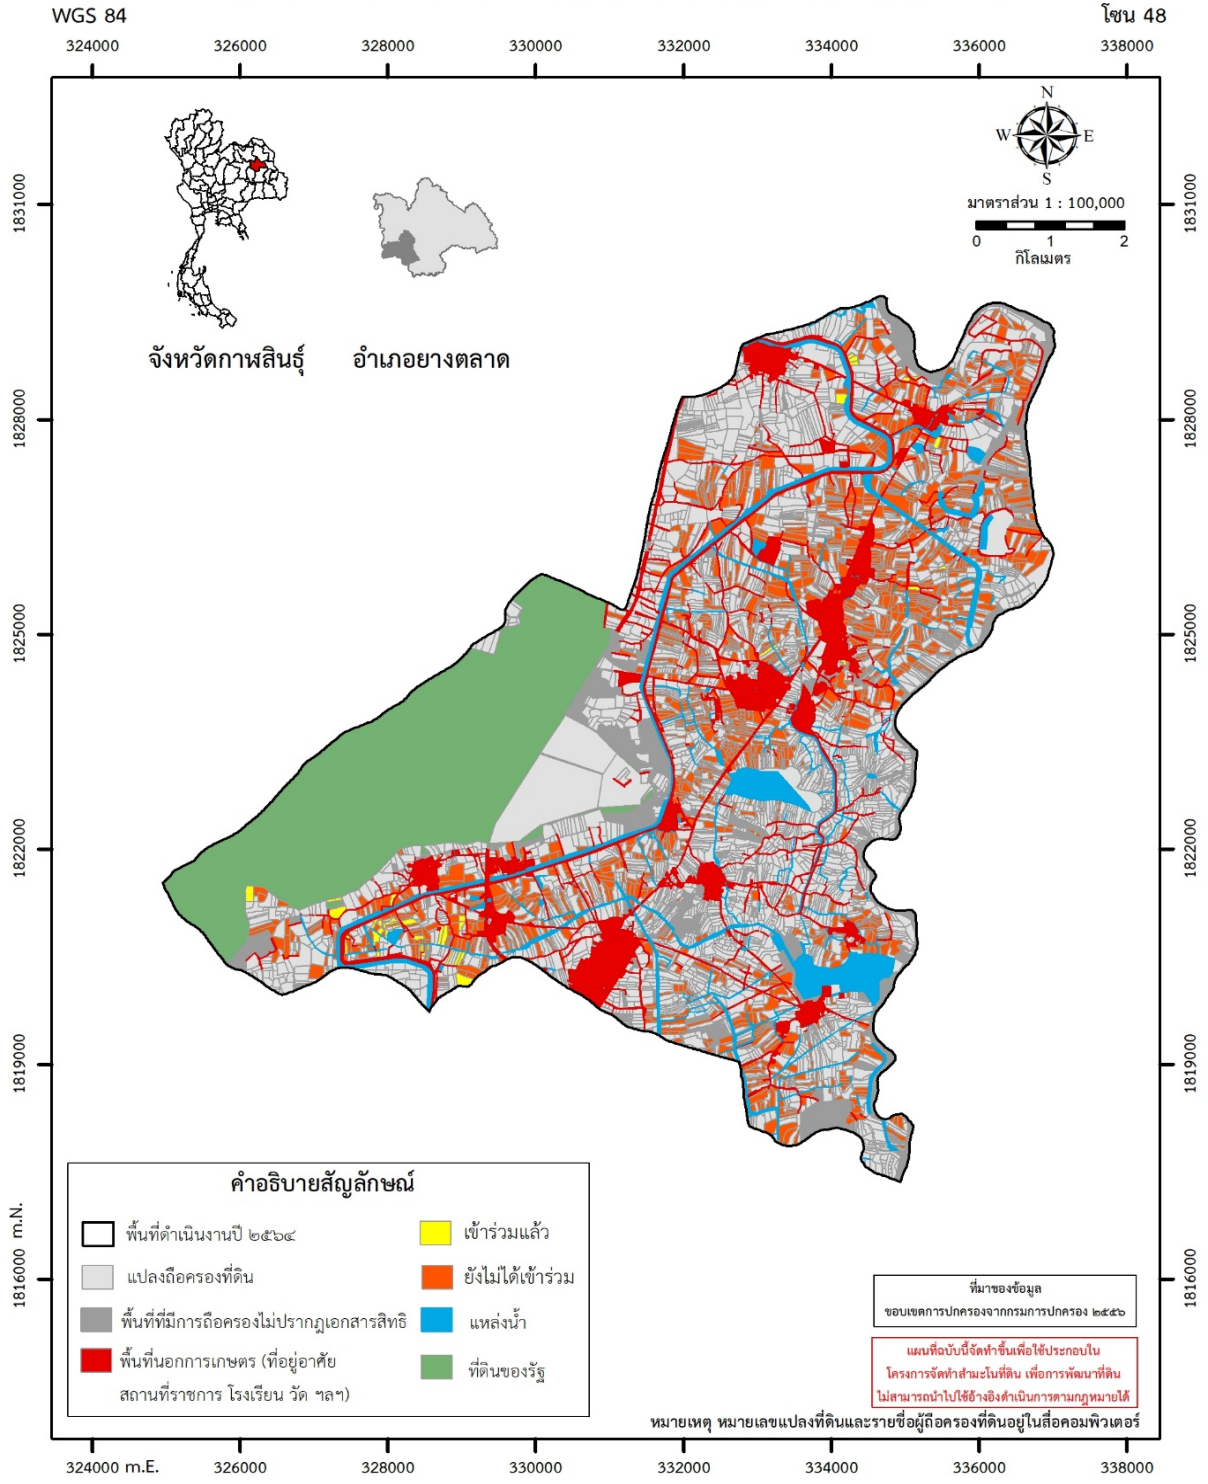 WGS 84
โซน 48
324000 326000 328000 330000 332000 334000 336000 338000
N
W E
S
มาตราส่วน 1 : 100,000
0 1 2
กิโลเมตร
จังหวัดกาฬสินธุ์ อำเภอยางตลาด
1831000 1831000
1828000 1828000
1825000 1825000
1822000 1822000
1819000 1819000
1816000 m.N. 1816000
คำอธิบายสัญลักษณ์
พื้นที่ดำเนินงานปี ๒๕๖๔
เข้าร่วมแล้ว
แปลงถือครองที่ดิน
ยังไม่ได้เข้าร่วม
พื้นที่ที่มีการถือครองไม่ปรากฏเอกสารสิทธิ
แหล่งน้ำ
พื้นที่นอกการเกษตร (ที่อยู่อาศัย
สถานที่ราชการ โรงเรียน วัด ฯลฯ)
ที่ดินของรัฐ
ที่มาของข้อมูล
ขอบเขตการปกครองจากกรมการปกครอง ๒๕๕๖
แผนที่ฉบับนี้จัดทำขึ้นเพื่อใช้ประกอบใน
โครงการจัดทำสำมะโนที่ดิน เพื่อการพัฒนาที่ดิน
ไม่สามารถนำไปใช้อ้างอิงดำเนินการตามกฎหมายได้
หมายเหตุ หมายเลขแปลงที่ดินและรายชื่อผู้ถือครองที่ดินอยู่ในสื่อคอมพิวเตอร์
324000 m.E. 326000 328000 330000 332000 334000 336000 338000